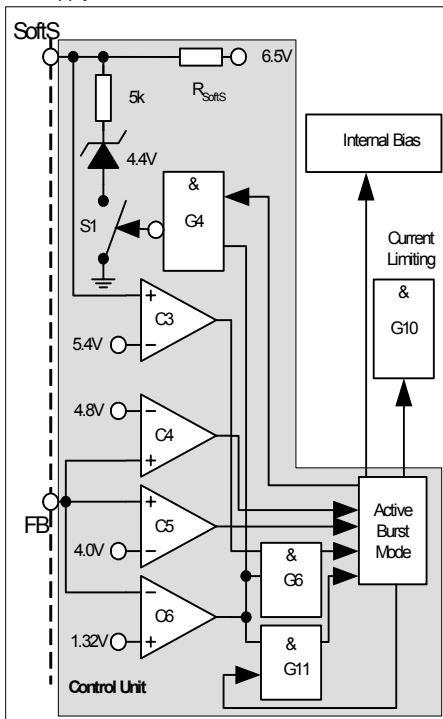 SoftS
6.5V
5k
RSoftS
4.4V
Internal Bias
&
G4
S1
Current
Limiting
&
G10
+
C3
5.4V
−
4.8V
−
C4
+
FB
+
C5
4.0V
−
Active
Burst
Mode
&
G6
−
C6
1.32V
+
&
G11
Control Unit